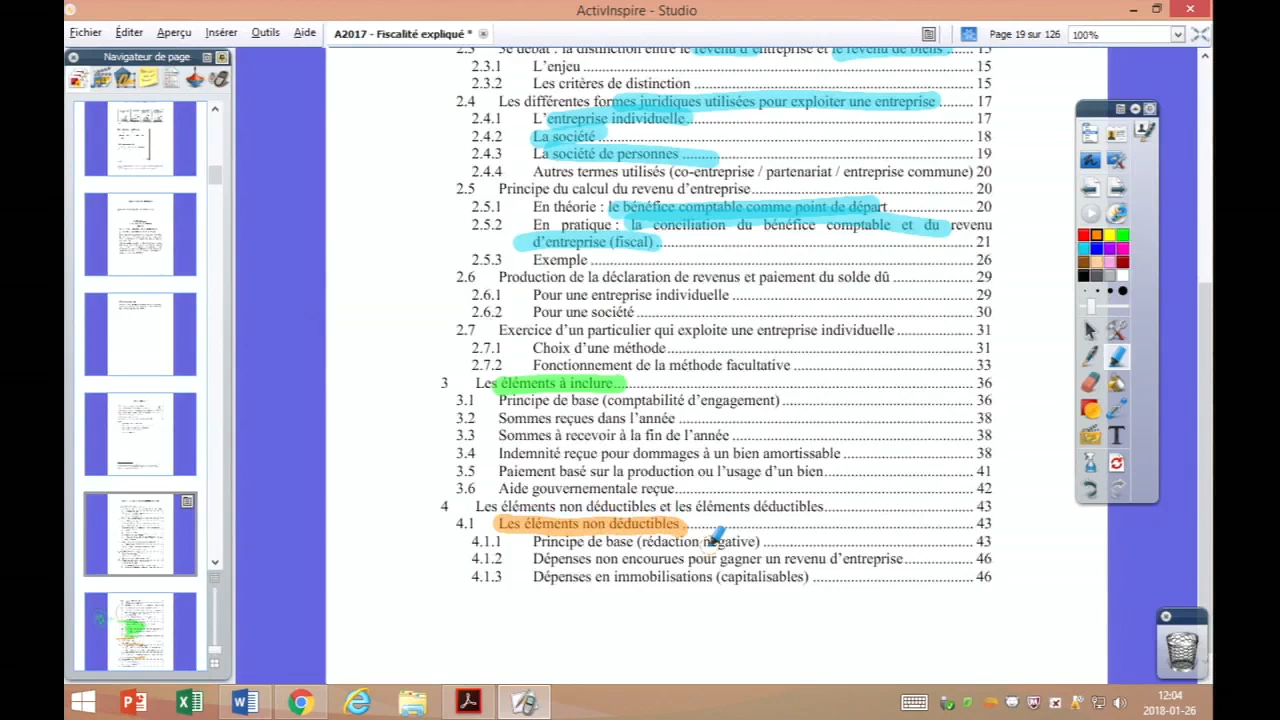 ActivInspire - Studio
Fichier Éditer Aperçu Insérer Outils Aide A2017 - Fiscalité expliqué * Page 19 sur 126 100%
Navigateur de page
2.3 3e débat : la distinction entre le revenu d'entreprise et le revenu de biens 15
2.3.1 L'enjeu 15
2.3.2 Les critères de distinction 15
2.4 Les différentes formes juridiques utilisées pour exploiter une entreprise 17
2.4.1 L'entreprise individuelle 17
2.4.2 La société 18
2.4.3 La société de personnes 19
2.4.4 Autres termes utilisés (co-entreprise / partenariat / entreprise commune) 20
2.5 Principe du calcul du revenu d'entreprise 20
2.5.1 En théorie : le bénéfice comptable comme point de départ 20
2.5.2 En pratique : la conciliation du bénéfice comptable et du revenu
d'entreprise (fiscal) 21
2.5.3 Exemple 26
2.6 Production de la déclaration de revenus et paiement du solde dû 29
2.6.1 Pour une entreprise individuelle 29
2.6.2 Pour une société 30
2.7 Exercice d'un particulier qui exploite une entreprise individuelle 31
2.7.1 Choix d'une méthode 31
2.7.2 Fonctionnement de la méthode facultative 33
3 Les éléments à inclure 36
3.1 Principe de base (comptabilité d'engagement) 36
3.2 Sommes reçues dans l'année 38
3.3 Sommes à recevoir à la fin de l'année 38
3.4 Indemnité reçue pour dommages à un bien amortissable 38
3.5 Paiement basé sur la production ou l'usage d'un bien 41
3.6 Aide gouvernementale reçue 42
4 Les éléments non déductibles et les éléments déductibles 43
4.1 Les éléments non déductibles 43
4.1.1 Principe de base (rédaction négative) 43
4.1.2 Dépenses non encourues pour gagner un revenu d'entreprise 46
4.1.3 Dépenses en immobilisations (capitalisables) 46
12:04
2018-01-26